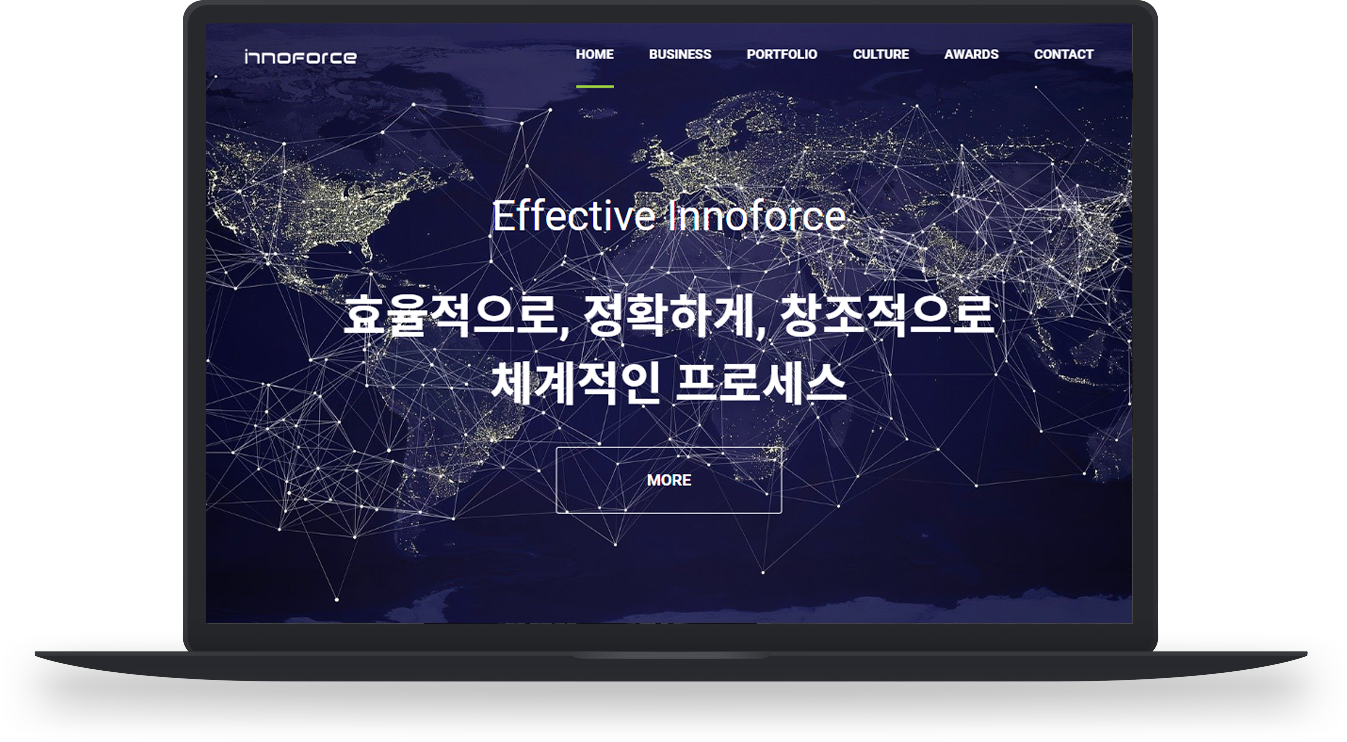 innoforce
HOME BUSINESS PORTFOLIO CULTURE AWARDS CONTACT
Effective Innoforce
효율적으로, 정확하게, 창조적으로
체계적인 프로세스
MORE